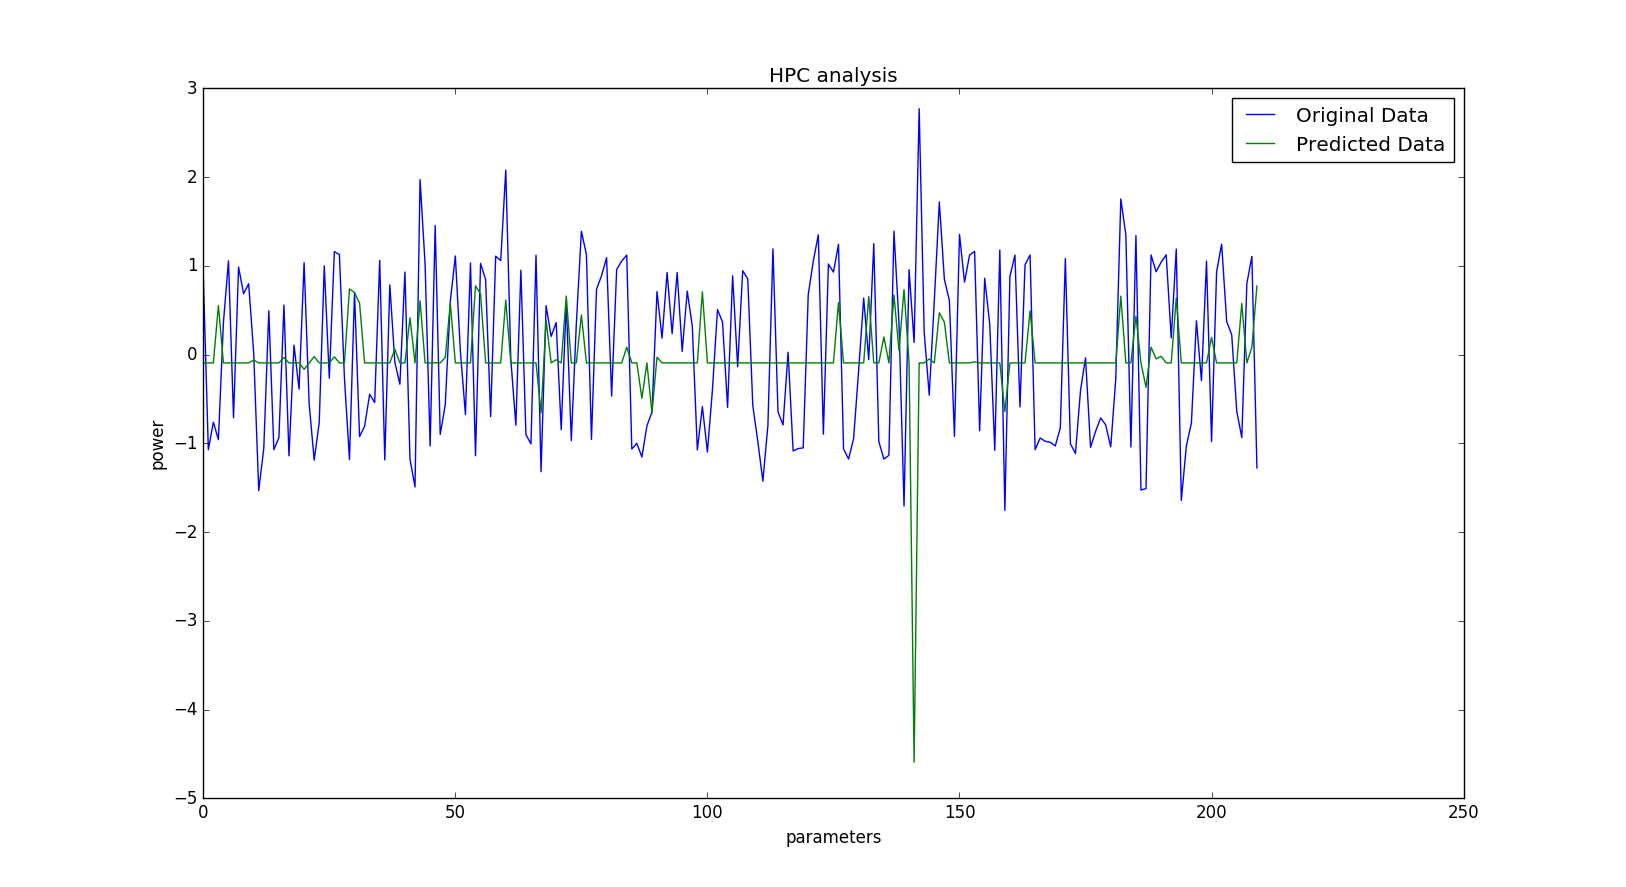 HPC analysis
Original Data
Predicted Data
3
2
1
0
−1
−2
−3
−4
−5
power
0 50 100 150 200 250
parameters